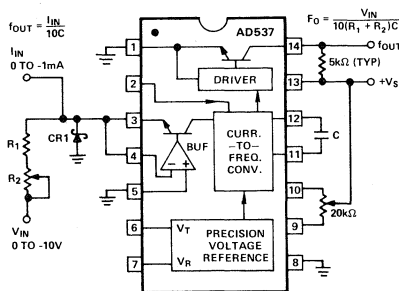 fOUT = IIN / 10C
AD537
FO = VIN / 10(R1 + R2)C
IIN
0 TO -1mA
1
14
fOUT
5kΩ (TYP)
DRIVER
2
13
+VS
3
12
R1
CR1
BUF
CURR.
-TO-
FREQ.
CONV.
C
4
11
R2
- +
5
10
20kΩ
VIN
0 TO -10V
6
VT
PRECISION
VOLTAGE
REFERENCE
9
7
VR
8